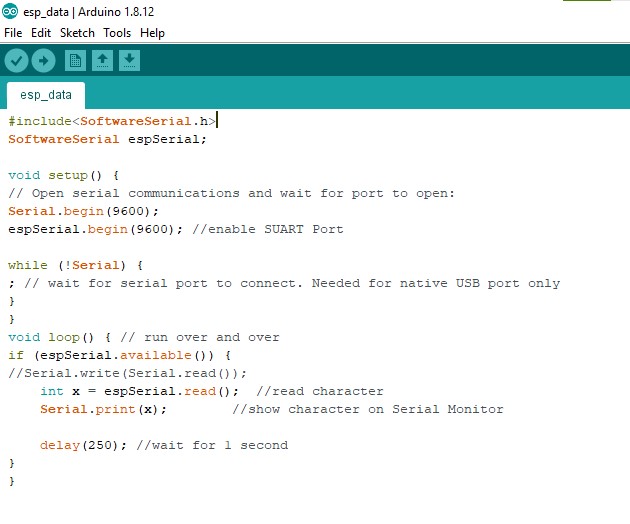 esp_data | Arduino 1.8.12
File Edit Sketch Tools Help
esp_data
#include<SoftwareSerial.h>
SoftwareSerial espSerial;
void setup() {
// Open serial communications and wait for port to open:
Serial.begin(9600);
espSerial.begin(9600); //enable SUART Port
while (!Serial) {
; // wait for serial port to connect. Needed for native USB port only
}
}
void loop() { // run over and over
if (espSerial.available()) {
//Serial.write(Serial.read());
int x = espSerial.read(); //read character
Serial.print(x); //show character on Serial Monitor
delay(250); //wait for 1 second
}
}